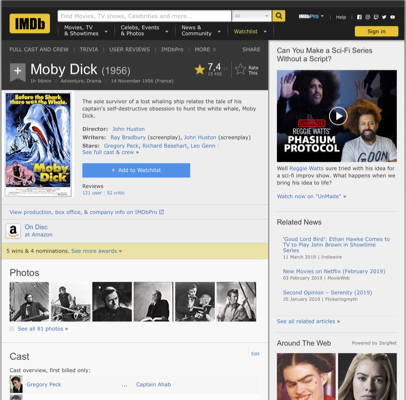 IMDb
Find Movies, TV shows, Celebrities and more...
All
IMDbPro
Help
Movies, TV & Showtimes
Celebs, Events & Photos
News & Community
Watchlist
Sign in
FULL CAST AND CREW | TRIVIA | USER REVIEWS | IMDbPro | MORE
SHARE
Moby Dick (1956)
7,4
Rate This
1h 56min | Adventure, Drama | 14 November 1956 (France)
Before the Shark there was the Whale.
Moby Dick
The sole survivor of a lost whaling ship relates the tale of his
captain's self-destructive obsession to hunt the white whale, Moby
Dick.
Director: John Huston
Writers: Ray Bradbury (screenplay), John Huston (screenplay)
Stars: Gregory Peck, Richard Basehart, Leo Genn
See full cast & crew »
+ Add to Watchlist
Reviews
121 user | 52 critic
View production, box office, & company info on IMDbPro
On Disc
at Amazon
5 wins & 4 nominations. See more awards »
Photos
See all 81 photos »
Cast
Edit
Cast overview, first billed only:
Gregory Peck ... Captain Ahab
Can You Make a Sci-Fi Series
Without a Script?
REGGIE WATTS'
PHASIUM
PROTOCOL
Well Reggie Watts sure tried with his idea for
a sci-fi improv show. What happens when we
bring his idea to life?
Watch now on "UnMade" »
Related News
'Good Lord Bird': Ethan Hawke Comes
to TV to Play John Brown in Showtime
Series
11 March 2019 | Indiewire
New Movies on Netflix (February 2019)
03 February 2019 | MovieWeb
Second Opinion – Serenity (2019)
25 January 2019 | Flickeringmyth
See all related articles »
Around The Web
Powered by ZergNet